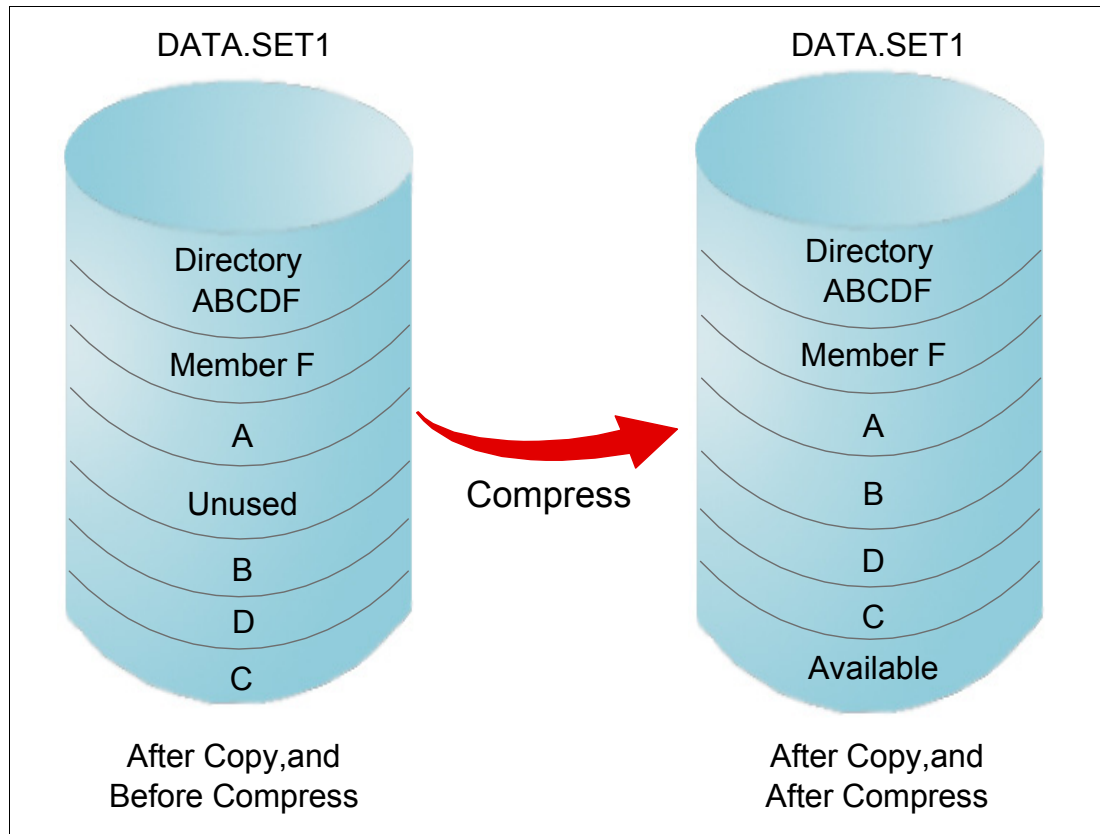 DATA.SET1
Directory
ABCDF
Member F
A
Unused
B
D
C
After Copy,and
Before Compress
Compress
DATA.SET1
Directory
ABCDF
Member F
A
B
D
C
Available
After Copy,and
After Compress